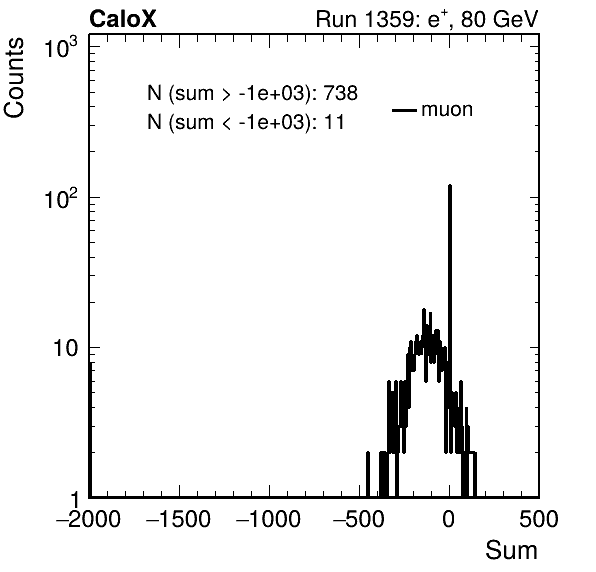 CaloX Run 1359: e⁺, 80 GeV
Counts
10³
N (sum > -1e+03): 738
muon
N (sum < -1e+03): 11
10²
10
1
−2000 −1500 −1000 −500 0 500
Sum